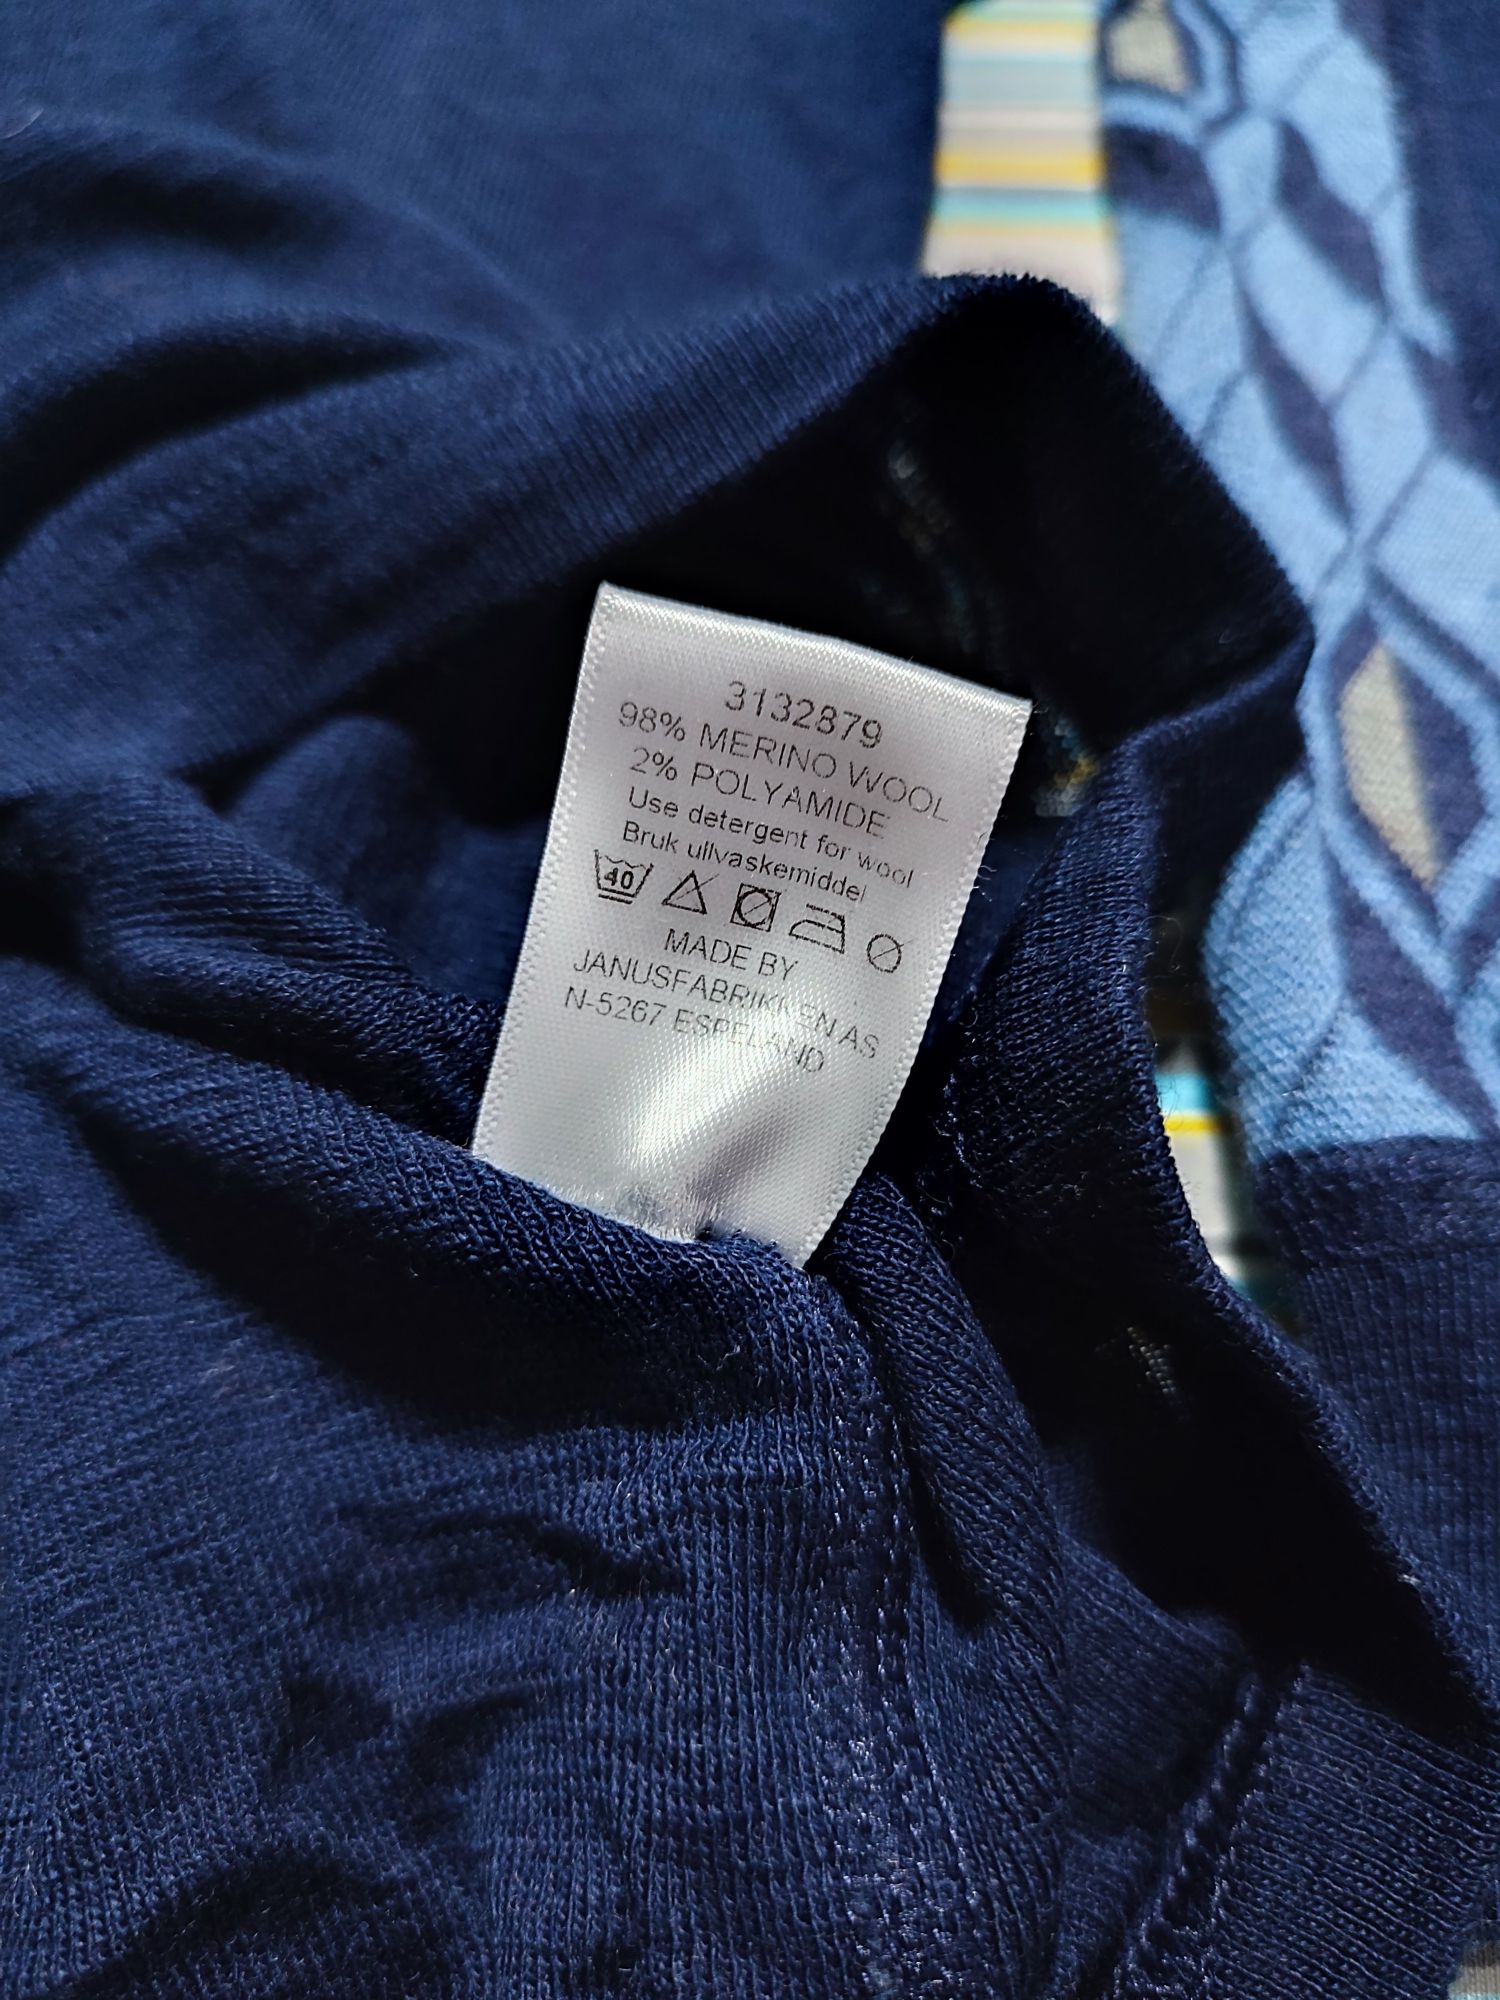 3132879
98% MERINO WOOL
2% POLYAMIDE
Use detergent for wool
Bruk ullvaskemiddel
40
MADE BY
JANUSFABRIKKEN AS
N-5267 ESPELAND